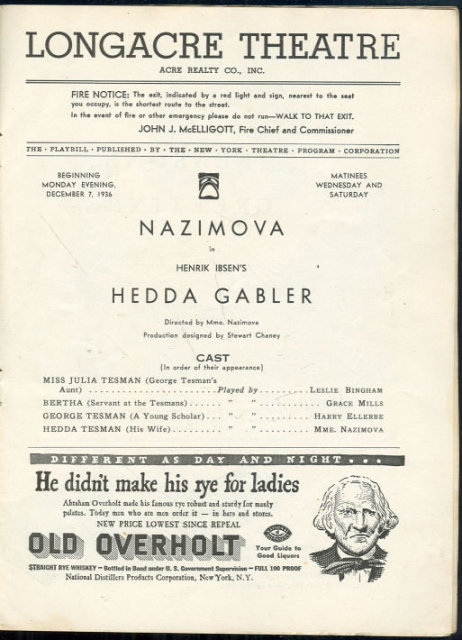 LONGACRE THEATRE
ACRE REALTY CO., INC.
FIRE NOTICE: The exit, indicated by a red light and sign, nearest to the seat
you occupy, is the shortest route to the street.
In the event of fire or other emergency please do not run—WALK TO THAT EXIT.
JOHN J. McELLIGOTT, Fire Chief and Commissioner
THE · PLAYBILL · PUBLISHED · BY · THE · NEW · YORK · THEATRE · PROGRAM · CORPORATION
BEGINNING
MONDAY EVENING,
DECEMBER 7, 1936
MATINEES
WEDNESDAY AND
SATURDAY
NAZIMOVA
in
HENRIK IBSEN'S
HEDDA GABLER
Directed by Mme. Nazimova
Production designed by Stewart Chaney
CAST
(In order of their appearance)
MISS JULIA TESMAN (George Tesman's
Aunt) ........................Played by.........LESLIE BINGHAM
BERTHA (Servant at the Tesmans)...... " " ............GRACE MILLS
GEORGE TESMAN (A Young Scholar)... " " .........HARRY ELLERBE
HEDDA TESMAN (His Wife)......... " " .........MME. NAZIMOVA
DIFFERENT AS DAY AND NIGHT...
He didn't make his rye for ladies
Abraham Overholt made his famous rye robust and sturdy for manly
palates. Today men who are men order it — in bars and stores.
NEW PRICE LOWEST SINCE REPEAL
OLD OVERHOLT
Your Guide to
Good Liquors
STRAIGHT RYE WHISKEY — Bottled in Bond under U. S. Government Supervision — FULL 100 PROOF
National Distillers Products Corporation, New York, N. Y.